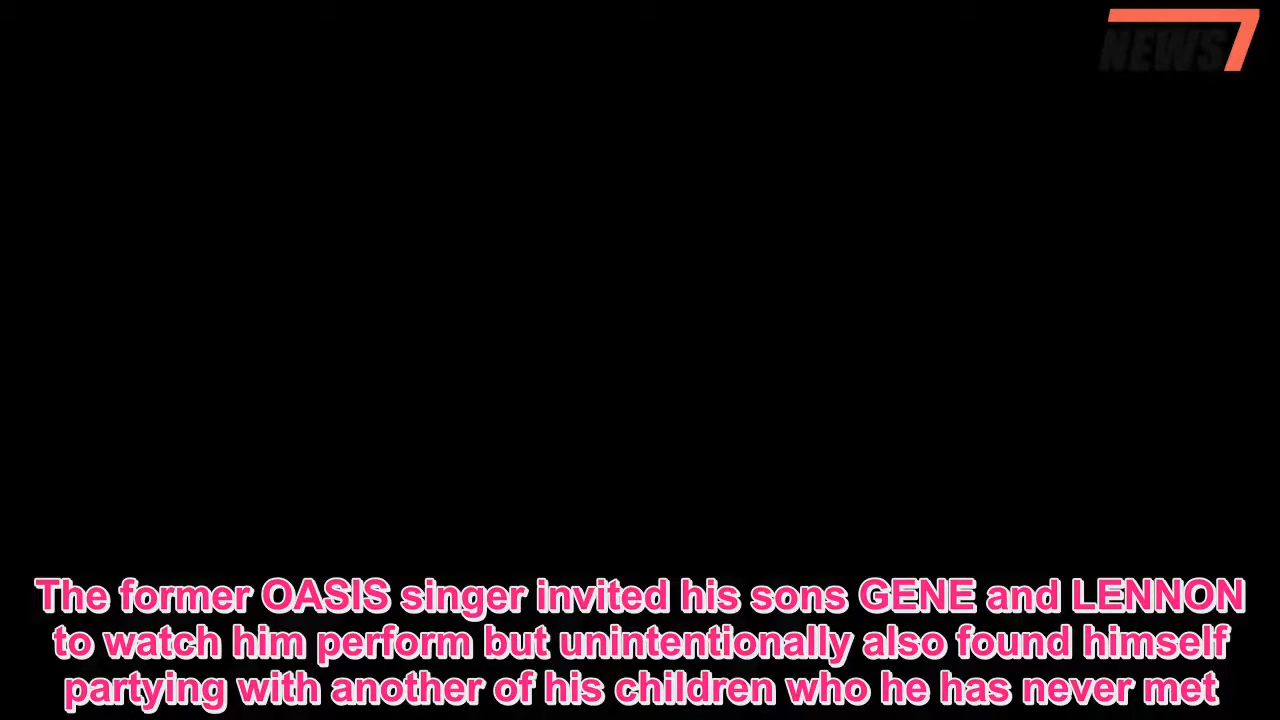 NEWS7
The former OASIS singer invited his sons GENE and LENNON
to watch him perform but unintentionally also found himself
partying with another of his children who he has never met